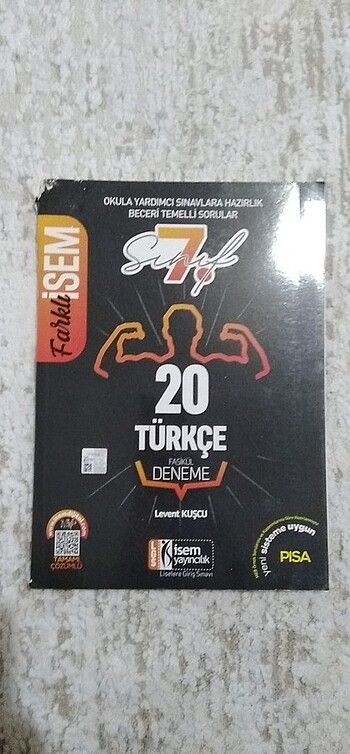 OKULA YARDIMCI SINAVLARA HAZIRLIK
BECERİ TEMELLİ SORULAR
Farklı İSEM
7. Sınıf
20
TÜRKÇE
FASİKÜL
DENEME
Levent KUŞCU
TAMAMI
ÇÖZÜMLÜ
LGS
isem
yayıncılık
Liselere Giriş Sınavı
yeni sisteme uygun
PISA